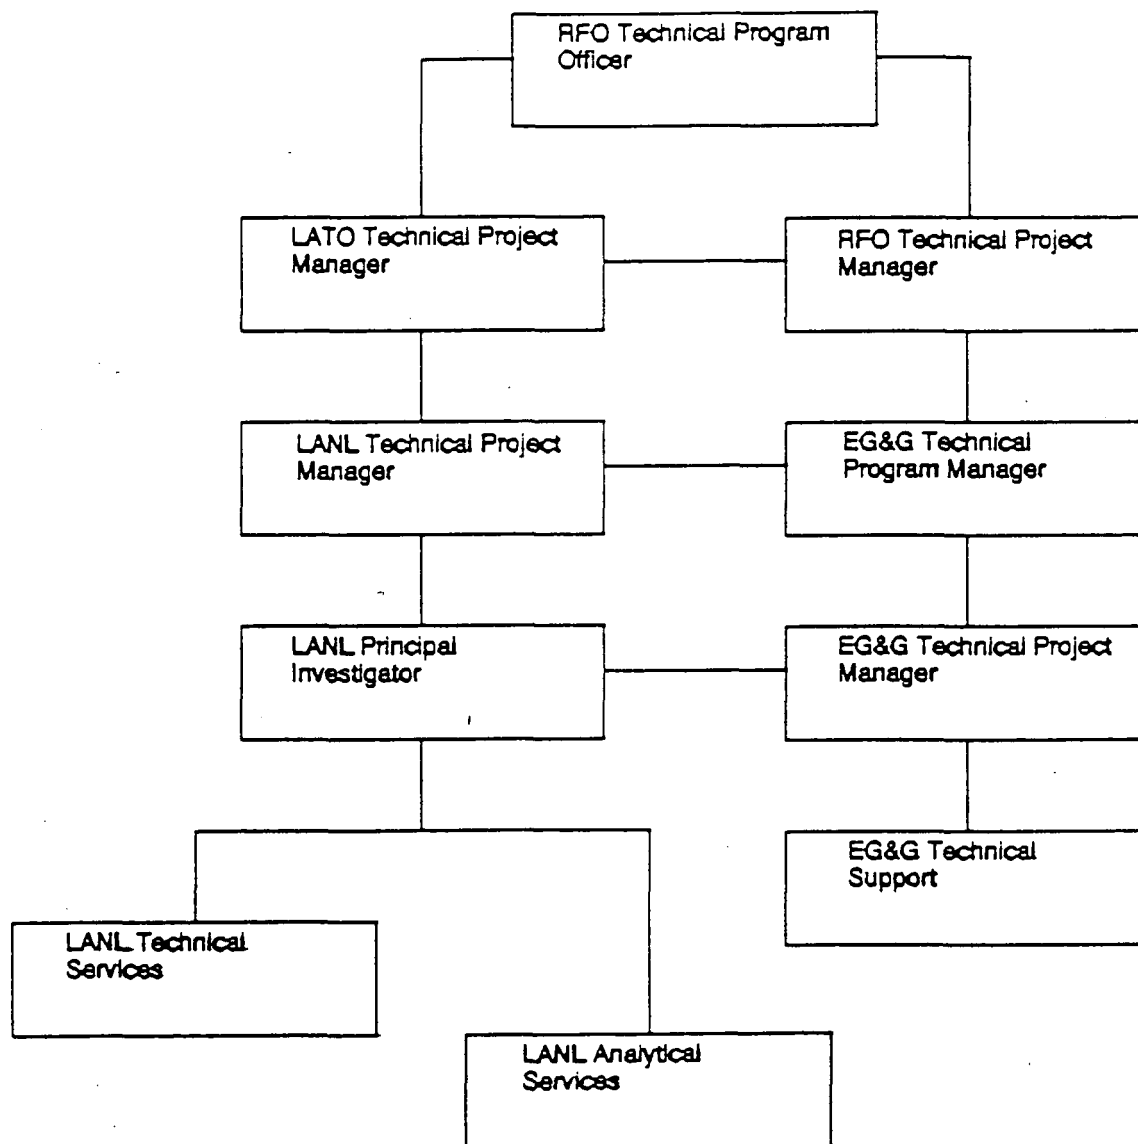 RFO Technical Program
Officer
LATO Technical Project
Manager
RFO Technical Project
Manager
LANL Technical Project
Manager
EG&G Technical
Program Manager
LANL Principal
Investigator
EG&G Technical Project
Manager
EG&G Technical
Support
LANL Technical
Services
LANL Analytical
Services